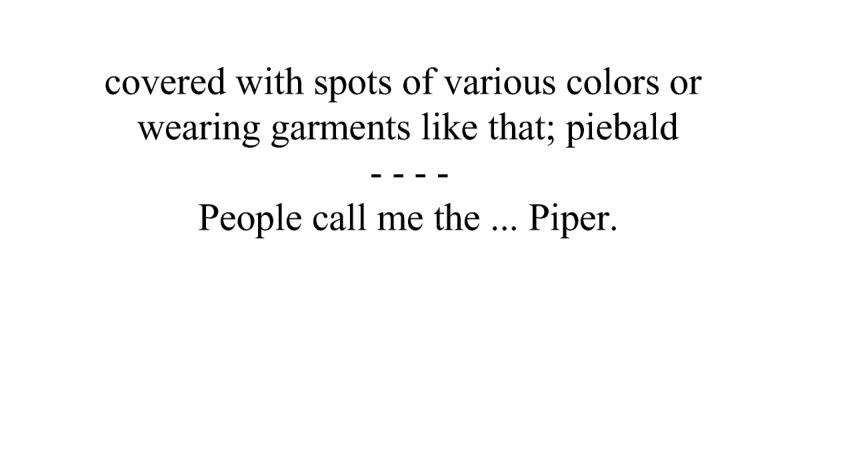 covered with spots of various colors or
wearing garments like that; piebald
- - - -
People call me the ... Piper.